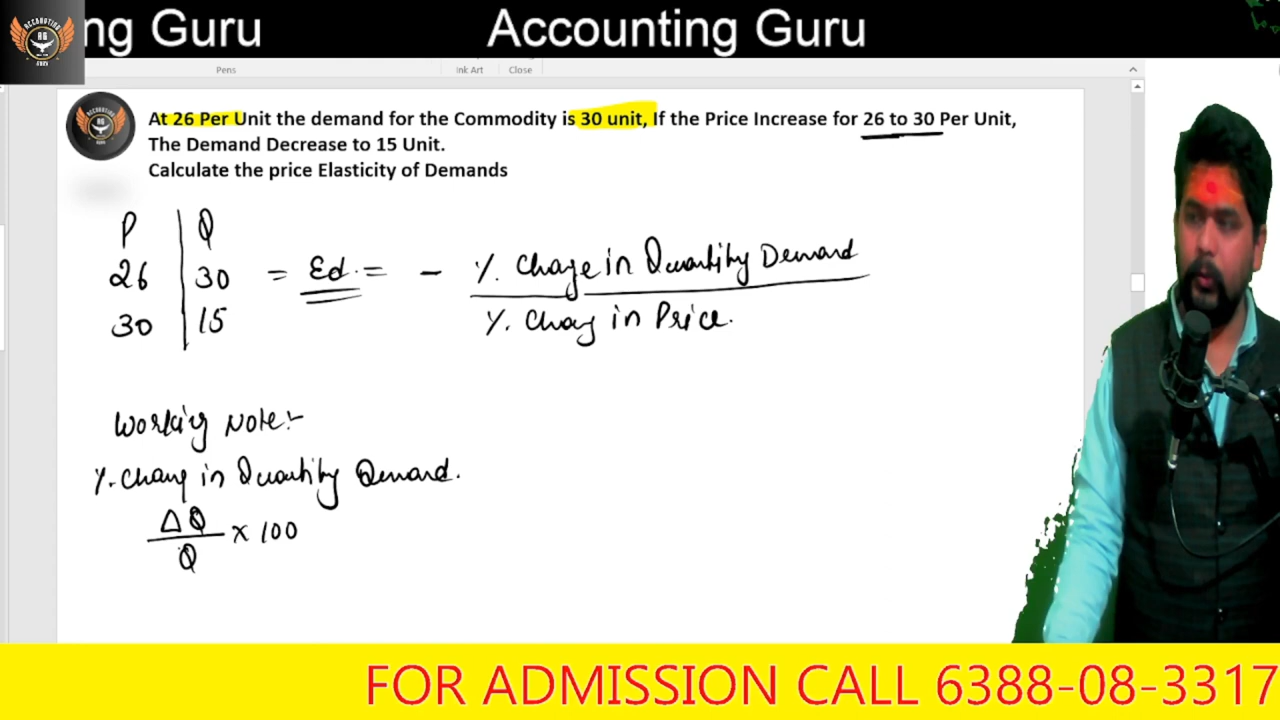 ng Guru Accounting Guru
Pens Ink Art Close
At 26 Per Unit the demand for the Commodity is 30 unit, If the Price Increase for 26 to 30 Per Unit,
The Demand Decrease to 15 Unit.
Calculate the price Elasticity of Demands
P Q
26 30 = Ed. = - %. Change in Quantity Demand
30 15 %. Chang in Price.
Working Note:-
%. Chang in Quantity Demand.
ΔQ
Q × 100
FOR ADMISSION CALL 6388-08-3317